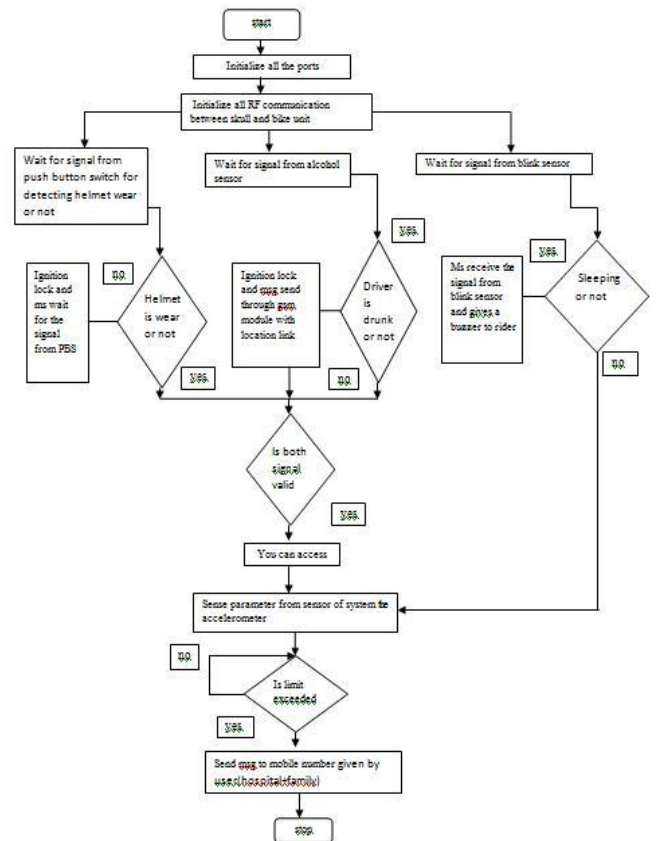 start
Initialize all the ports
Initialize all RF communication
between skull and bike unit
Wait for signal from
push button switch for
detecting helmet wear
or not
Wait for signal from alcohol
sensor
Wait for signal from blink sensor
yes
no
Ignition
lock and
ms wait
for the
signal
from PBS
Helmet
is wear
or not
yes
Ignition lock
and msg send
through gsm
module with
location link
Driver
is
drunk
or not
no
yes
Ms receive the
signal from
blink sensor
and gives a
buzzer to rider
Sleeping
or not
no
Is both
signal
valid
yes
You can access
Sense parameter from sensor of system the
accelerometer
no
Is limit
exceeded
yes
Send msg to mobile number given by
user(hospital+family)
stop